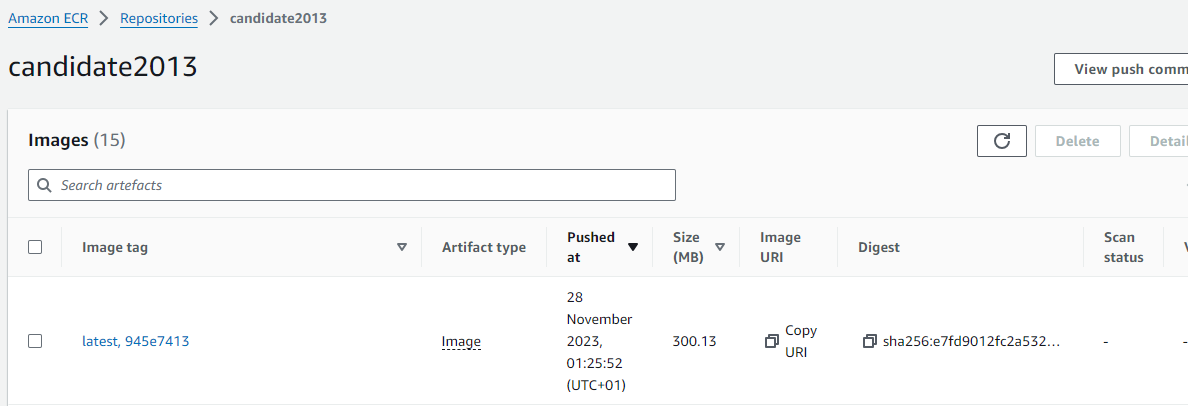 Amazon ECR > Repositories > candidate2013
candidate2013
View push comm
Images (15)
Delete
Detail
Search artefacts
Image tag
Artifact type
Pushed at
Size (MB)
Image URI
Digest
Scan status
latest, 945e7413
Image
28 November 2023, 01:25:52 (UTC+01)
300.13
Copy URI
sha256:e7fd9012fc2a532...
-
-